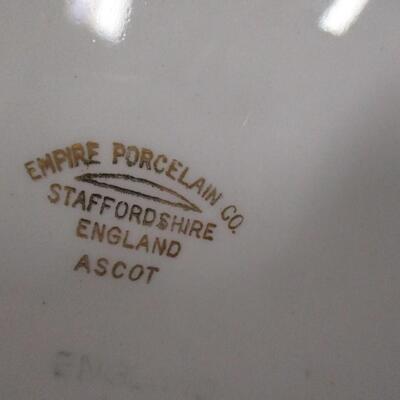 EMPIRE PORCELAIN CO.
STAFFORDSHIRE
ENGLAND
ASCOT